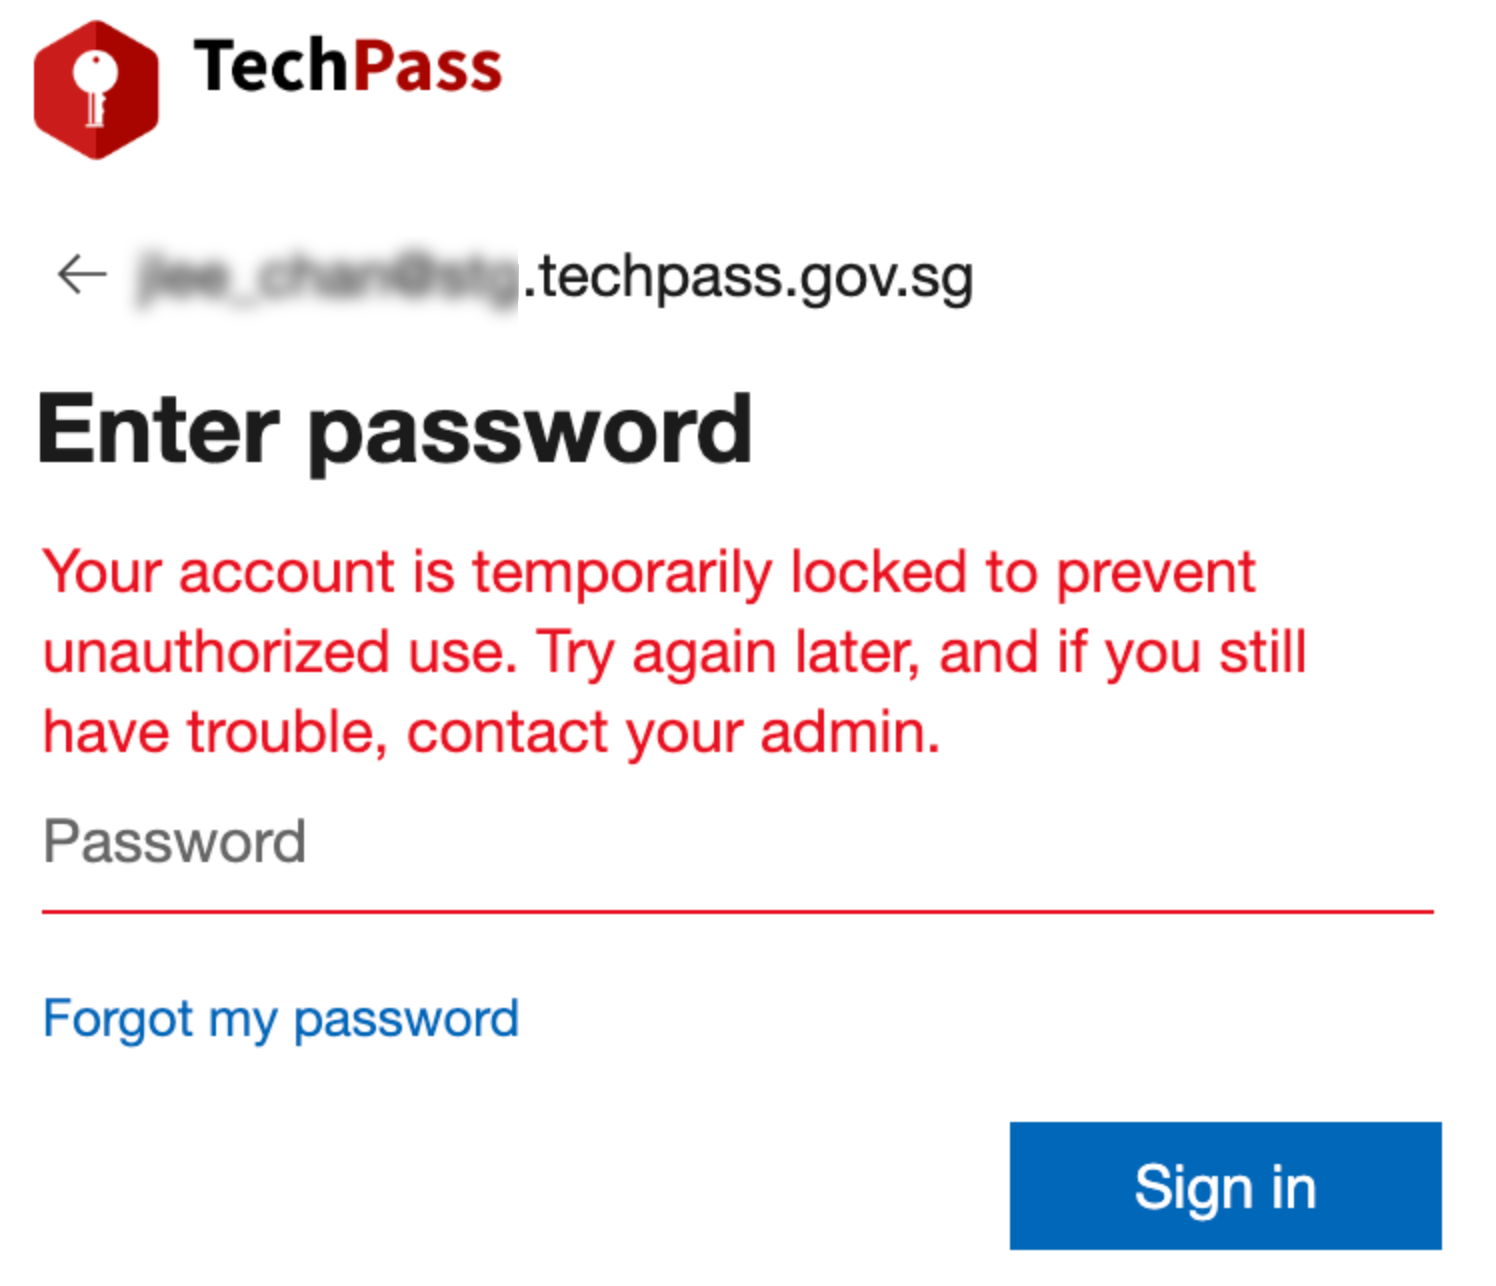 TechPass
.techpass.gov.sg
Enter password
Your account is temporarily locked to prevent
unauthorized use. Try again later, and if you still
have trouble, contact your admin.
Password
Forgot my password
Sign in